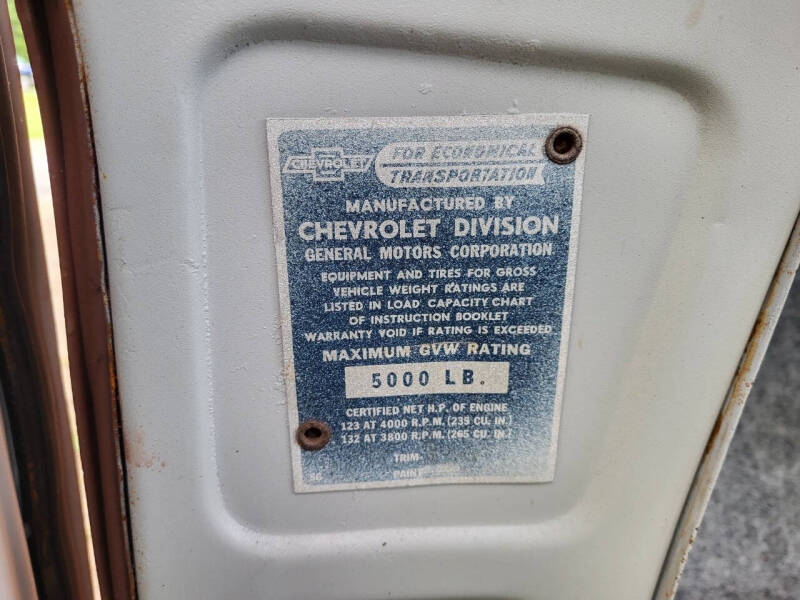 CHEVROLET
FOR ECONOMICAL
TRANSPORTATION
MANUFACTURED BY
CHEVROLET DIVISION
GENERAL MOTORS CORPORATION
EQUIPMENT AND TIRES FOR GROSS
VEHICLE WEIGHT RATINGS ARE
LISTED IN LOAD CAPACITY CHART
OF INSTRUCTION BOOKLET
WARRANTY VOID IF RATING IS EXCEEDED
MAXIMUM GVW RATING
5000 LB.
CERTIFIED NET H.P. OF ENGINE
123 AT 4000 R.P.M. (235 CU. IN.)
132 AT 3800 R.P.M. (265 CU. IN.)
TRIM
56 PAINT